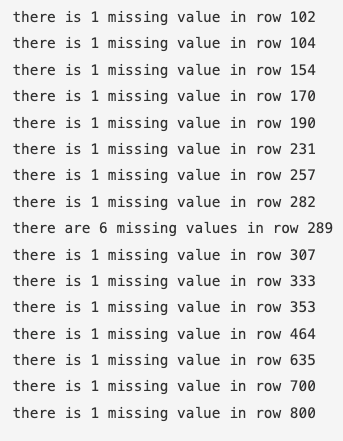 there is 1 missing value in row 102
there is 1 missing value in row 104
there is 1 missing value in row 154
there is 1 missing value in row 170
there is 1 missing value in row 190
there is 1 missing value in row 231
there is 1 missing value in row 257
there is 1 missing value in row 282
there are 6 missing values in row 289
there is 1 missing value in row 307
there is 1 missing value in row 333
there is 1 missing value in row 353
there is 1 missing value in row 464
there is 1 missing value in row 635
there is 1 missing value in row 700
there is 1 missing value in row 800